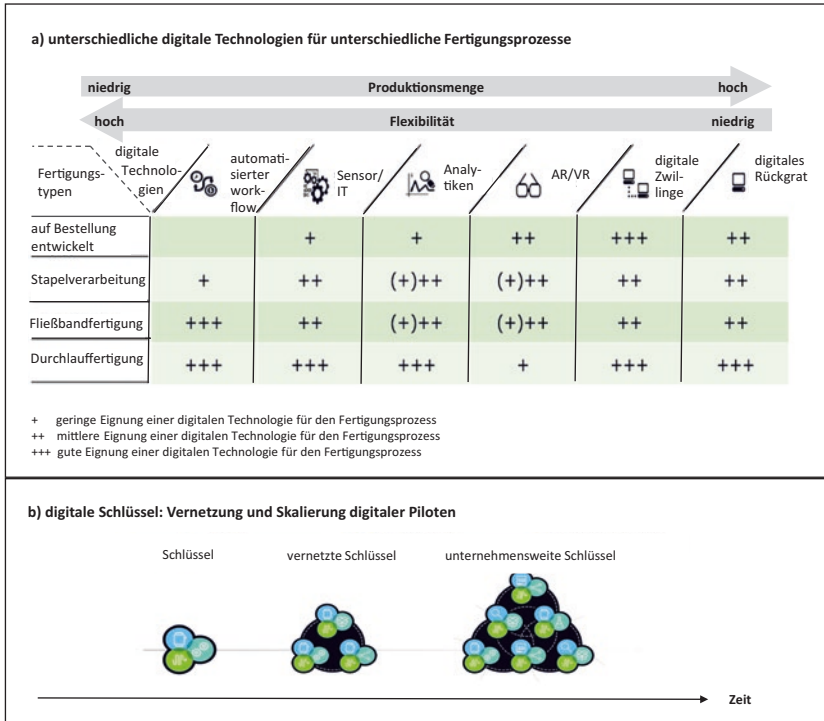 a) unterschiedliche digitale Technologien für unterschiedliche Fertigungsprozesse
niedrig Produktionsmenge hoch
hoch Flexibilität niedrig
Fertigungs-
typen
digitale
Technolo-
gien
automati-
sierter
work-
flow
Sensor/
IT
Analy-
tiken
AR/VR
digitale
Zwil-
linge
digitales
Rückgrat
auf Bestellung
entwickelt
+ + ++ +++ ++
Stapelverarbeitung + ++ (+)++ (+)++ ++ ++
Fließbandfertigung +++ ++ (+)++ (+)++ ++ ++
Durchlauffertigung +++ +++ +++ + +++ +++
+ geringe Eignung einer digitalen Technologie für den Fertigungsprozess
++ mittlere Eignung einer digitalen Technologie für den Fertigungsprozess
+++ gute Eignung einer digitalen Technologie für den Fertigungsprozess
b) digitale Schlüssel: Vernetzung und Skalierung digitaler Piloten
Schlüssel vernetzte Schlüssel unternehmensweite Schlüssel
Zeit